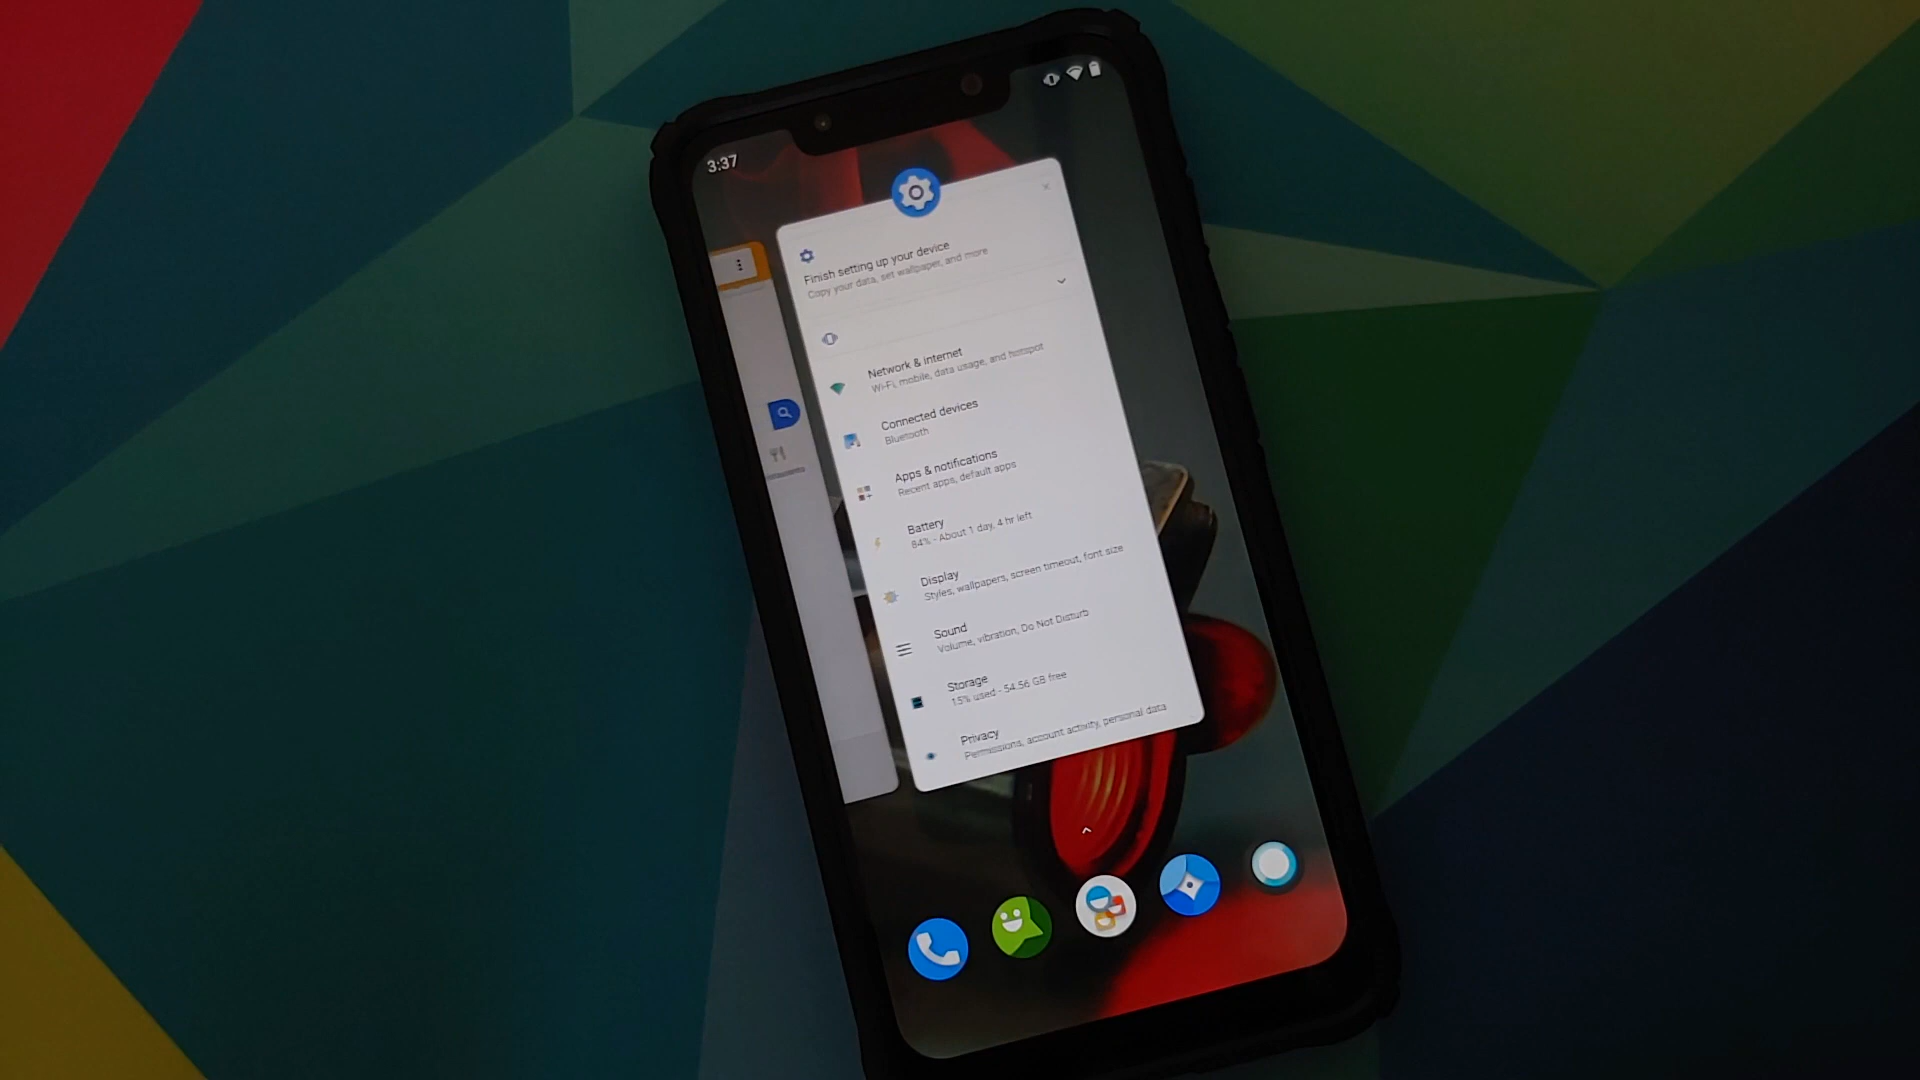 3:37
Finish setting up your device
Copy your data, set wallpaper, and more
Network & internet
Wi-Fi, mobile, data usage, and hotspot
Connected devices
Bluetooth
Apps & notifications
Recent apps, default apps
Battery
84% - About 1 day, 4 hr left
Display
Styles, wallpapers, screen timeout, font size
Sound
Volume, vibration, Do Not Disturb
Storage
15% used - 54.56 GB free
Privacy
Permissions, account activity, personal data